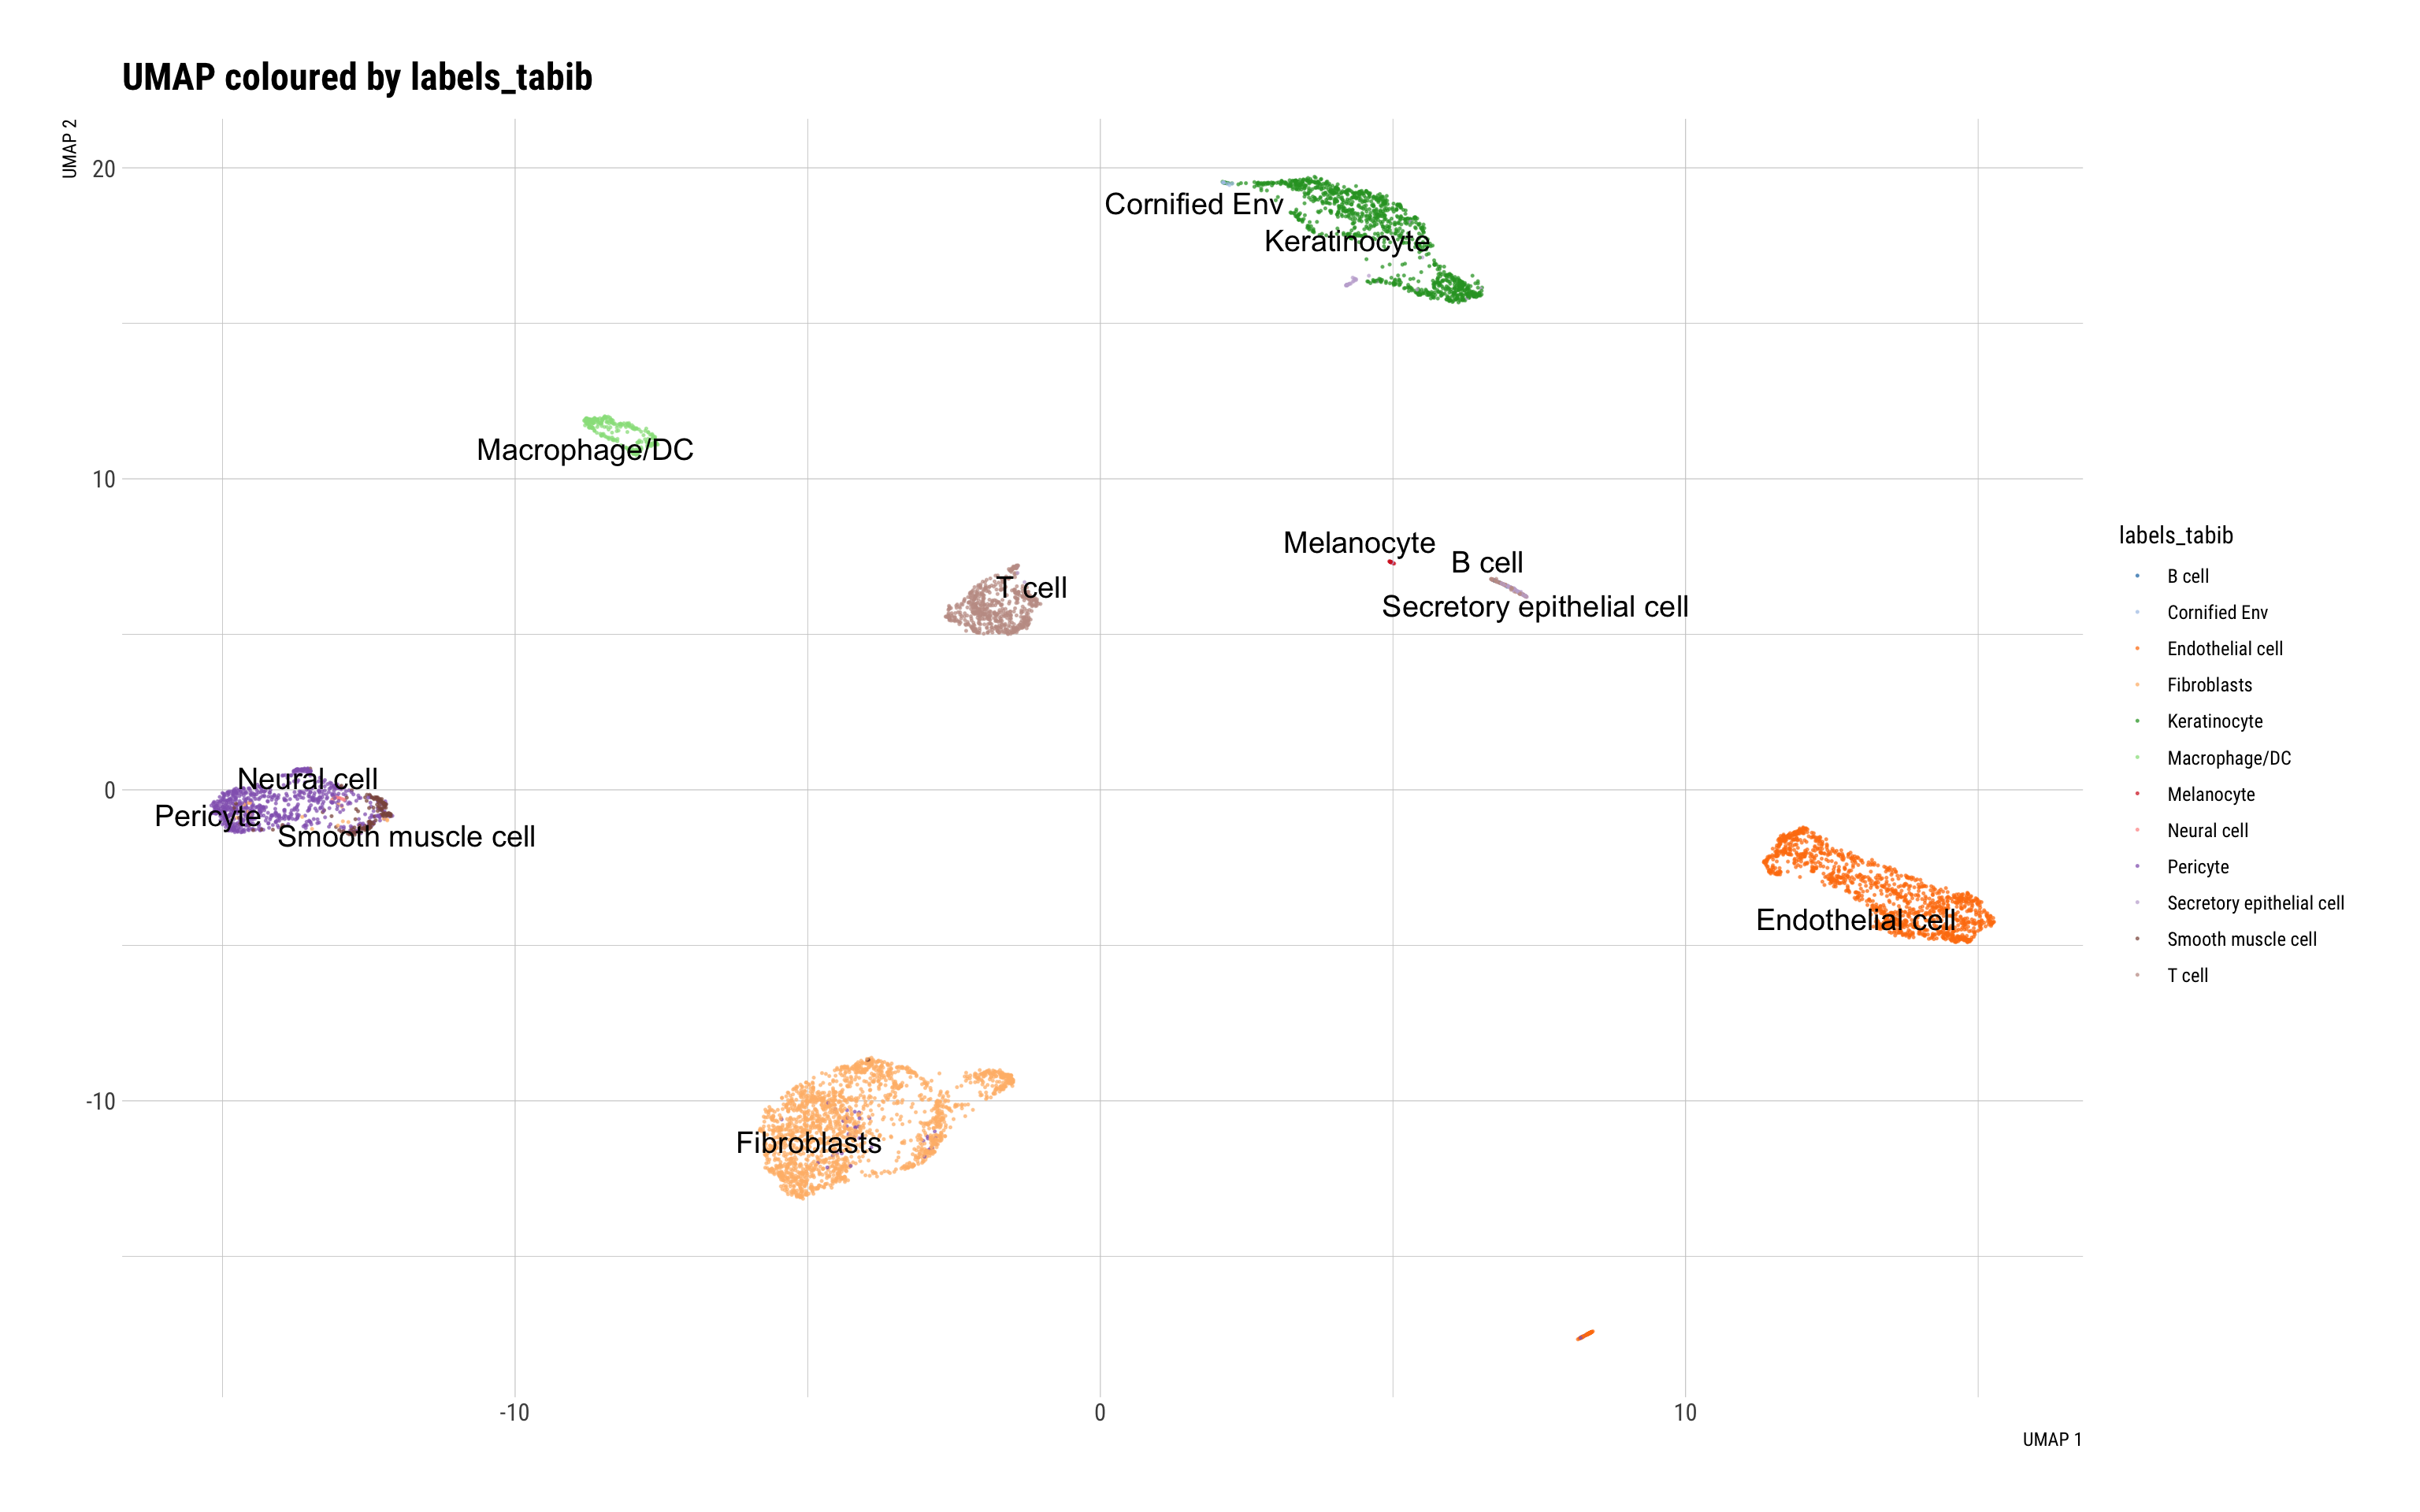 UMAP coloured by labels_tabib
UMAP 2
20
10
0
-10
Cornified Env
Keratinocyte
Macrophage/DC
Melanocyte
B cell
T cell
Secretory epithelial cell
Neural cell
Pericyte
Smooth muscle cell
Endothelial cell
Fibroblasts
-10
0
10
UMAP 1
labels_tabib
B cell
Cornified Env
Endothelial cell
Fibroblasts
Keratinocyte
Macrophage/DC
Melanocyte
Neural cell
Pericyte
Secretory epithelial cell
Smooth muscle cell
T cell